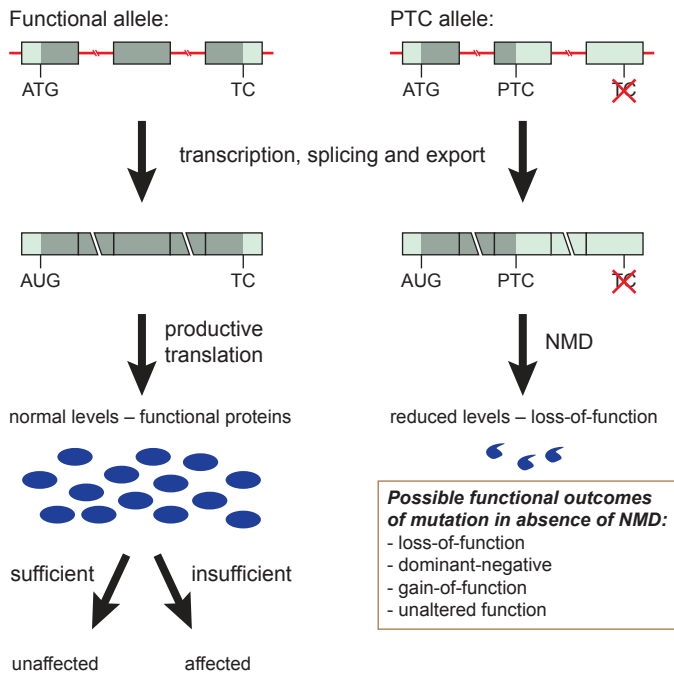 Functional allele:
PTC allele:
ATG
TC
ATG
PTC
TC
transcription, splicing and export
AUG
TC
AUG
PTC
TC
productive
translation
NMD
normal levels – functional proteins
reduced levels – loss-of-function
Possible functional outcomes
of mutation in absence of NMD:
- loss-of-function
- dominant-negative
- gain-of-function
- unaltered function
sufficient
insufficient
unaffected
affected